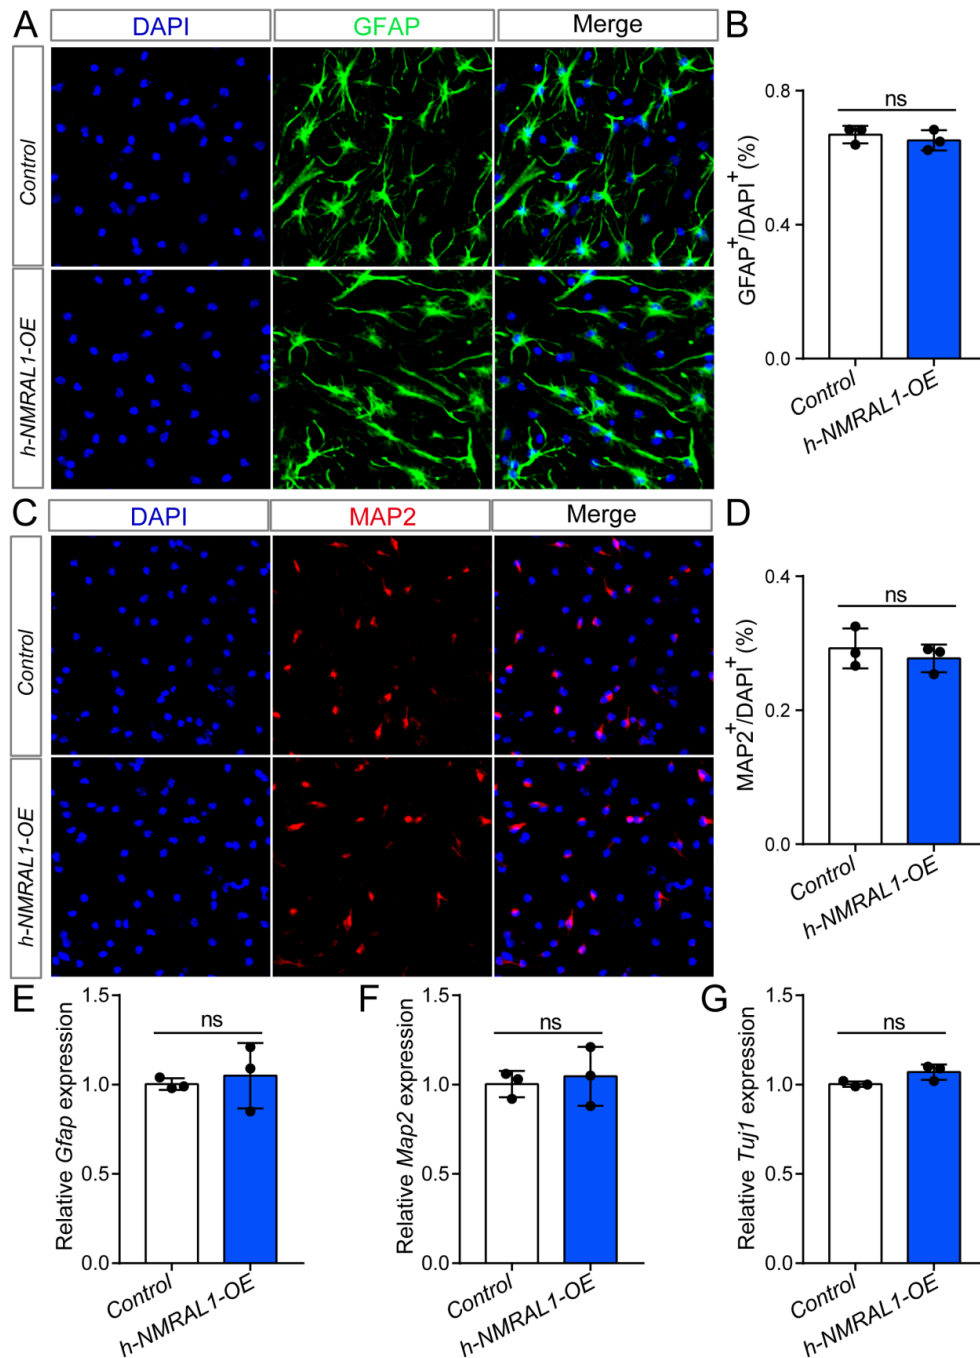 A
DAPI
GFAP
Merge
Control
h-NMRAL1-OE
B
GFAP+/DAPI+ (%)
0.8
0.4
0.0
ns
Control
h-NMRAL1-OE
C
DAPI
MAP2
Merge
Control
h-NMRAL1-OE
D
MAP2+/DAPI+ (%)
0.4
0.2
0.0
ns
Control
h-NMRAL1-OE
E
Relative Gfap expression
1.5
1.0
0.5
0.0
ns
Control
h-NMRAL1-OE
F
Relative Map2 expression
1.5
1.0
0.5
0.0
ns
Control
h-NMRAL1-OE
G
Relative Tuj1 expression
1.5
1.0
0.5
0.0
ns
Control
h-NMRAL1-OE